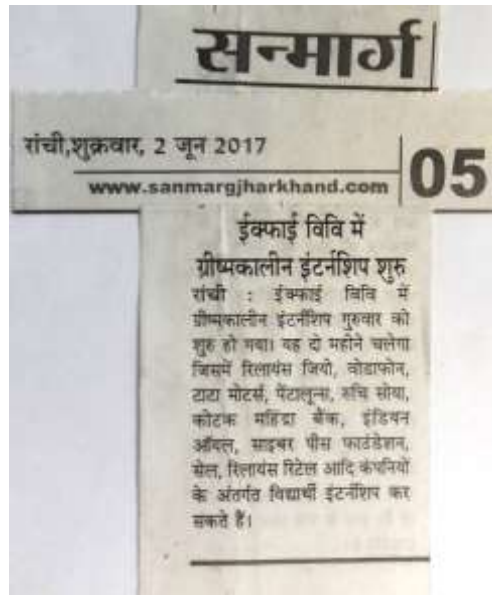 सन्मार्ग
रांची,शुक्रवार, 2 जून 2017
www.sanmargjharkhand.com
05
ईक्फाई विवि में
ग्रीष्मकालीन इंटर्नशिप शुरु
रांची : ईक्फाई विवि में
ग्रीष्मकालीन इंटर्नशिप गुरुवार को
शुरु हो गया। यह दो महीने चलेगा
जिसमें रिलायंस जियो, वोडाफोन,
टाटा मोटर्स, पेंटालून्स, रुचि सोया,
कोटक महिंद्रा बैंक, इंडियन
ऑयल, साइबर पीस फाउंडेशन,
सेल, रिलायंस रिटेल आदि कंपनियों
के अंतर्गत विद्यार्थी इंटर्नशिप कर
सकते हैं।